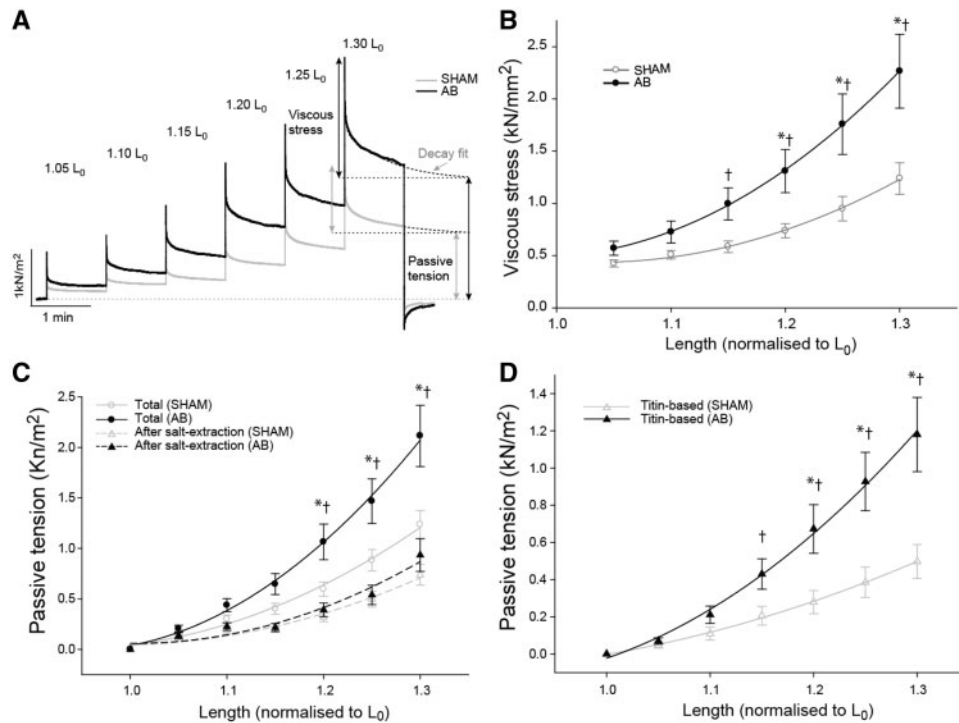 A
1.05 L0
1.10 L0
1.15 L0
1.20 L0
1.25 L0
1.30 L0
SHAM
AB
Viscous
stress
Decay fit
Passive
tension
1kN/m²
1 min
B
Viscous stress (kN/mm²)
2.5
2.0
1.5
1.0
0.5
0.0
SHAM
AB
†
*†
*†
*†
1.0
1.1
1.2
1.3
Length (normalised to L0)
C
Passive tension (Kn/m²)
2.5
2.0
1.5
1.0
0.5
0.0
Total (SHAM)
Total (AB)
After salt-extraction (SHAM)
After salt-extraction (AB)
*†
*†
*†
1.0
1.1
1.2
1.3
Length (normalised to L0)
D
Passive tension (kN/m²)
1.4
1.2
1.0
0.8
0.6
0.4
0.2
0.0
Titin-based (SHAM)
Titin-based (AB)
†
*†
*†
*†
1.0
1.1
1.2
1.3
Length (normalised to L0)